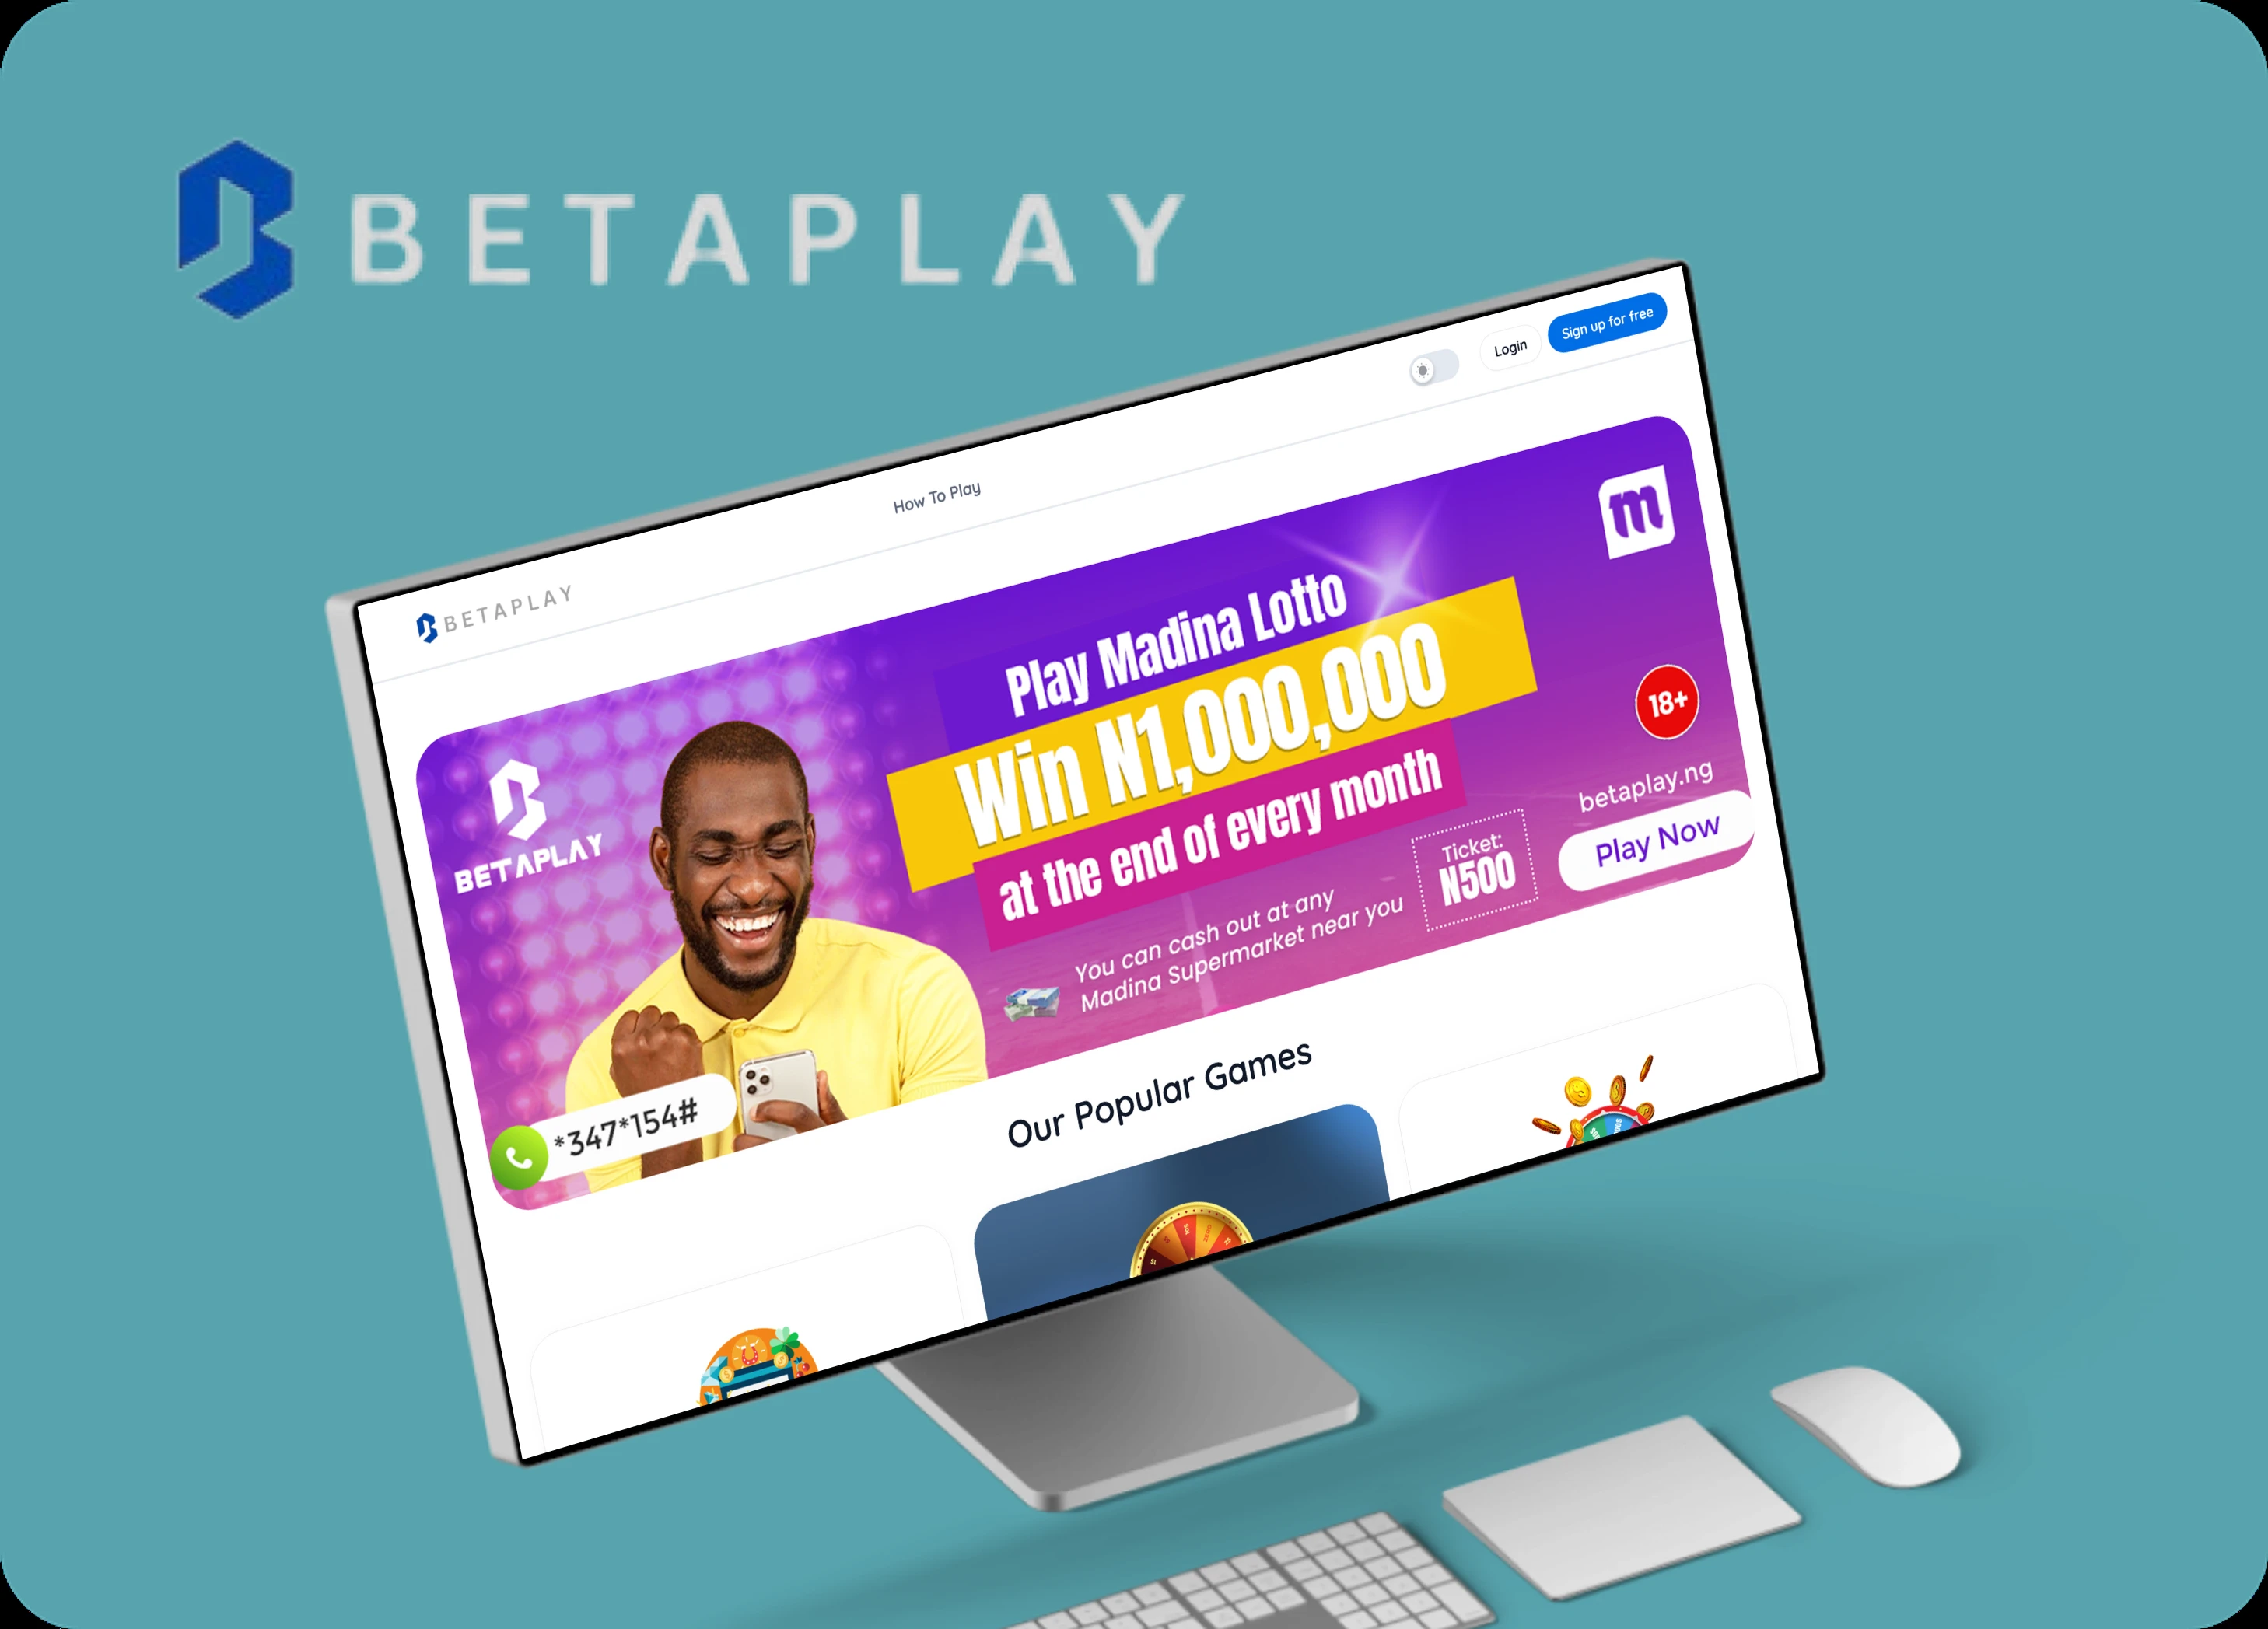 BETAPLAY
BETAPLAY
How To Play
Login
Sign up for free
BETAPLAY
Play Madina Lotto
Win N1,000,000
at the end of every month
You can cash out at any
Madina Supermarket near you
Ticket:
N500
m
18+
betaplay.ng
Play Now
*347*154#
Our Popular Games